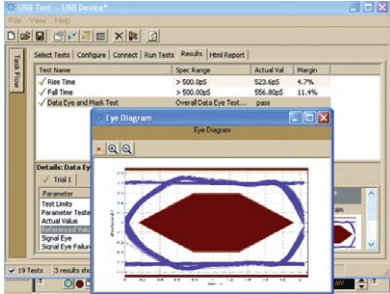 USB Test -- USB Device*
File View Help
Task Flow
Select Tests Configure Connect Run Tests Results Html Report
Test Name Spec Range Actual Val Margin
Rise Time > 500.0pS 523.6pS 4.7%
Fall Time > 500.00pS 556.80pS 11.4%
Data Eye and Mask Test Overall Data Eye Test... pass
Eye Diagram
Eye Diagram
Details: Data Ey
Trial 1
Parameter
Test Limits
Parameter Teste
Actual Value
Referenced Valu
Signal Eye
Signal Eye Failur
19 Tests 3 results sho